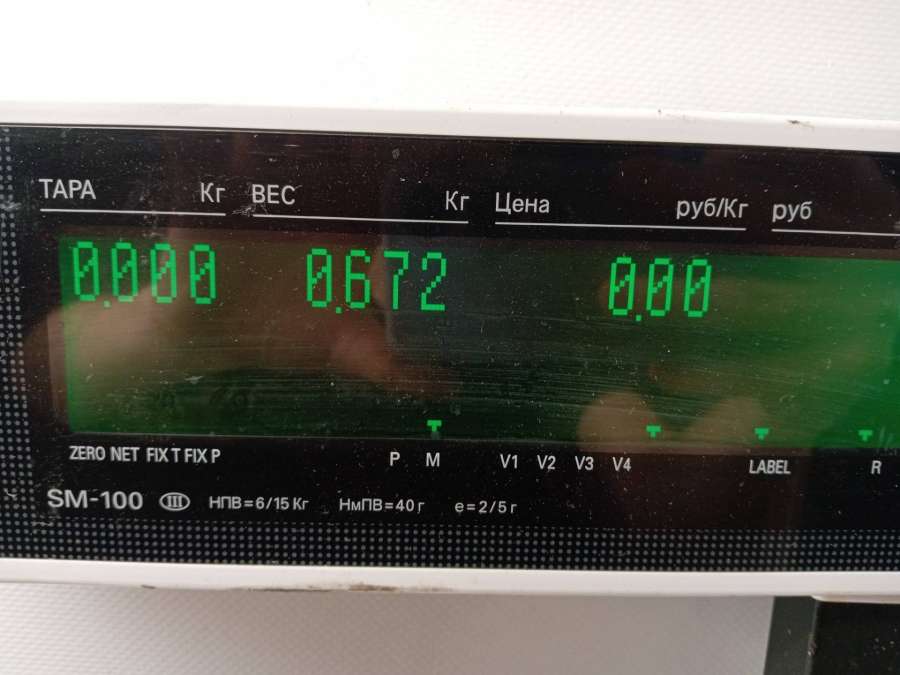 ТАРА Кг ВЕС Кг Цена руб/Кг руб
0.000 0.672 0.00
ZERO NET FIX T FIX P P M V1 V2 V3 V4 LABEL R
SM-100 III НПВ=6/15 Кг НмПВ=40 г e=2/5 г